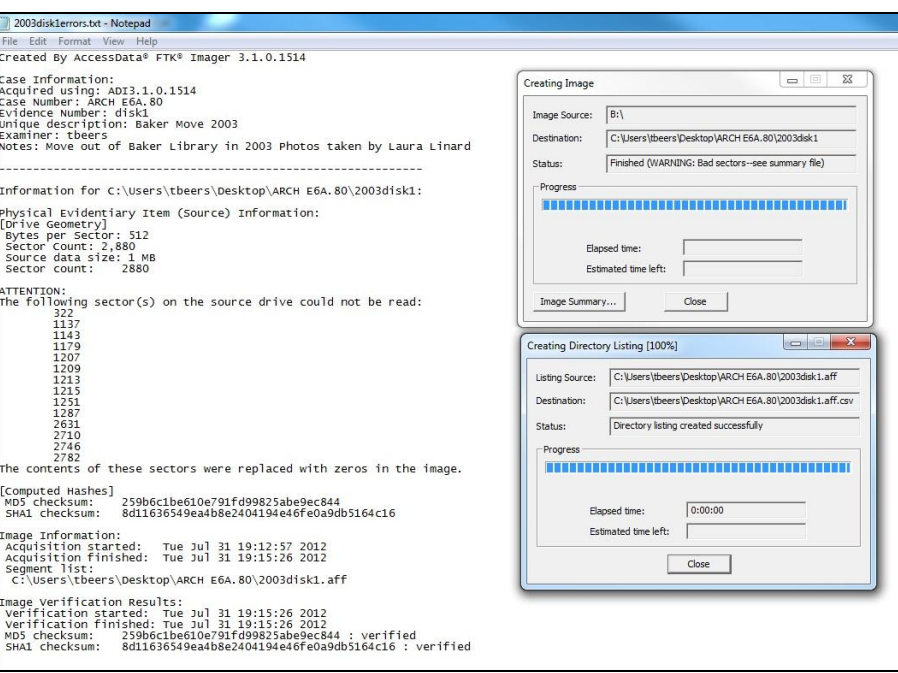 2003disk1errors.txt - Notepad
File Edit Format View Help
Created By AccessData® FTK® Imager 3.1.0.1514
Case Information:
Acquired using: ADI3.1.0.1514
Case Number: ARCH E6A.80
Evidence Number: disk1
Unique description: Baker Move 2003
Examiner: tbeers
Notes: Move out of Baker Library in 2003 Photos taken by Laura Linard
--------------------------------------------------------------
Information for C:\Users\tbeers\Desktop\ARCH E6A.80\2003disk1:
Physical Evidentiary Item (Source) Information:
[Drive Geometry]
Bytes per Sector: 512
Sector Count: 2,880
Source data size: 1 MB
Sector count: 2880
ATTENTION:
The following sector(s) on the source drive could not be read:
322
1137
1143
1179
1207
1209
1213
1215
1251
1287
2631
2710
2746
2782
The contents of these sectors were replaced with zeros in the image.
[Computed Hashes]
MD5 checksum: 259b6c1be610e791fd99825abe9ec844
SHA1 checksum: 8d11636549ea4b8e2404194e46fe0a9db5164c16
Image Information:
Acquisition started: Tue Jul 31 19:12:57 2012
Acquisition finished: Tue Jul 31 19:15:26 2012
Segment list:
C:\Users\tbeers\Desktop\ARCH E6A.80\2003disk1.aff
Image Verification Results:
Verification started: Tue Jul 31 19:15:26 2012
Verification finished: Tue Jul 31 19:15:26 2012
MD5 checksum: 259b6c1be610e791fd99825abe9ec844 : verified
SHA1 checksum: 8d11636549ea4b8e2404194e46fe0a9db5164c16 : verified
Creating Image
Image Source: B:\
Destination: C:\Users\tbeers\Desktop\ARCH E6A.80\2003disk1
Status: Finished (WARNING: Bad sectors--see summary file)
Progress
Elapsed time:
Estimated time left:
Image Summary... Close
Creating Directory Listing [100%]
Listing Source: C:\Users\tbeers\Desktop\ARCH E6A.80\2003disk1.aff
Destination: C:\Users\tbeers\Desktop\ARCH E6A.80\2003disk1.aff.csv
Status: Directory listing created successfully
Progress
Elapsed time: 0:00:00
Estimated time left:
Close